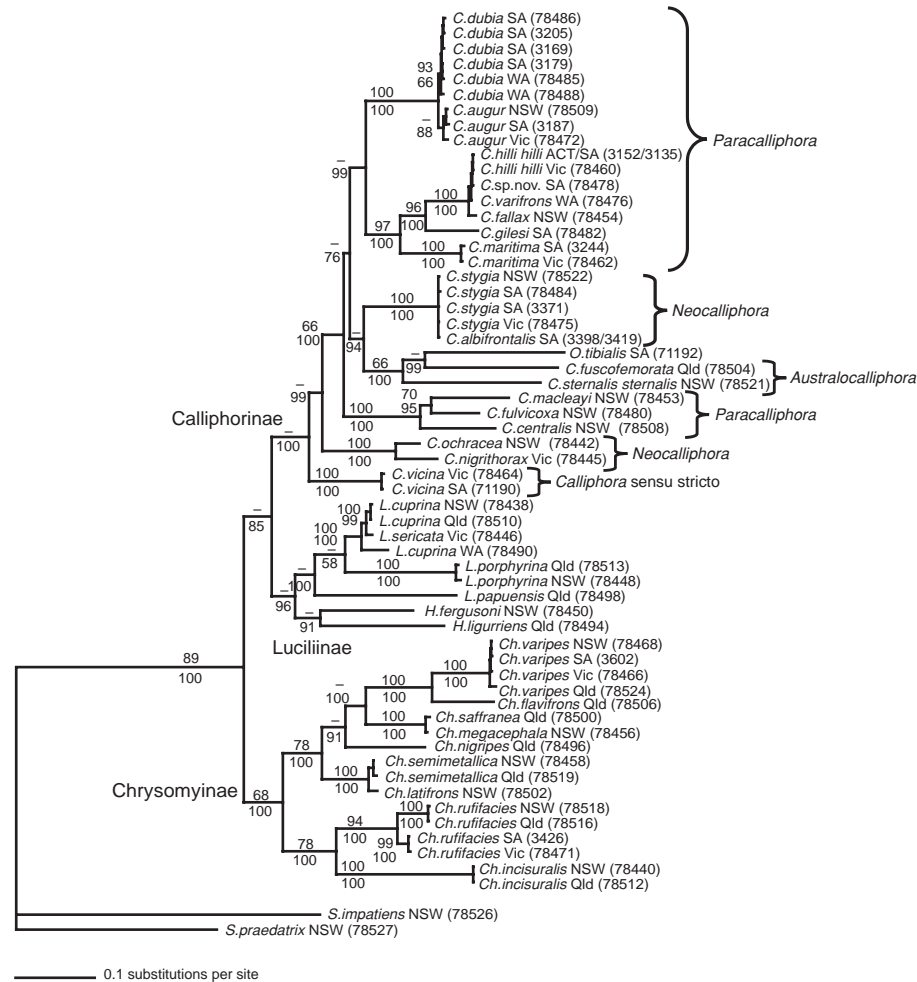 C.dubia SA (78486)
C.dubia SA (3205)
C.dubia SA (3169)
93
C.dubia SA (3179)
66
C.dubia WA (78485)
100
C.dubia WA (78488)
100
C.augur NSW (78509)
–
C.augur SA (3187)
88
C.augur Vic (78472)
Paracalliphora
C.hilli hilli ACT/SA (3152/3135)
–
C.hilli hilli Vic (78460)
99
C.sp.nov. SA (78478)
100
C.varifrons WA (78476)
100
96
C.fallax NSW (78454)
100
97
C.gilesi SA (78482)
100
–
100
C.maritima SA (3244)
76
100
C.maritima Vic (78462)
C.stygia NSW (78522)
C.stygia SA (78484)
100
C.stygia SA (3371)
100
Neocalliphora
66
C.stygia Vic (78475)
100
–
C.albifrontalis SA (3398/3419)
94
O.tibialis SA (71192)
–
66
99
C.fuscofemorata Qld (78504)
100
Australocalliphora
C.sternalis sternalis NSW (78521)
–
70
C.macleayi NSW (78453)
99
100
95
C.fulvicoxa NSW (78480)
Paracalliphora
Calliphorinae
100
C.centralis NSW (78508)
–
100
C.ochracea NSW (78442)
100
100
Neocalliphora
C.nigrithorax Vic (78445)
100
C.vicina Vic (78464)
100
Calliphora sensu stricto
C.vicina SA (71190)
100
L.cuprina NSW (78438)
–
99
L.cuprina Qld (78510)
85
100
L.sericata Vic (78446)
100
–
L.cuprina WA (78490)
58
100
L.porphyrina Qld (78513)
–
100
100
L.porphyrina NSW (78448)
–
L.papuensis Qld (78498)
96
–
H.fergusoni NSW (78450)
91
H.ligurriens Qld (78494)
Luciliinae
Ch.varipes NSW (78468)
89
Ch.varipes SA (3602)
100
100
Ch.varipes Vic (78466)
100
–
100
Ch.varipes Qld (78524)
100
100
Ch.flavifrons Qld (78506)
–
100
Ch.saffranea Qld (78500)
91
100
Ch.megacephala NSW (78456)
78
Ch.nigripes Qld (78496)
100
Ch.semimetallica NSW (78458)
100
Ch.semimetallica Qld (78519)
100
Chrysomyinae
Ch.latifrons NSW (78502)
68
100
100
Ch.rufifacies NSW (78518)
94
100
Ch.rufifacies Qld (78516)
100
99
Ch.rufifacies SA (3426)
78
100
Ch.rufifacies Vic (78471)
100
100
Ch.incisuralis NSW (78440)
100
Ch.incisuralis Qld (78512)
S.impatiens NSW (78526)
S.praedatrix NSW (78527)
0.1 substitutions per site